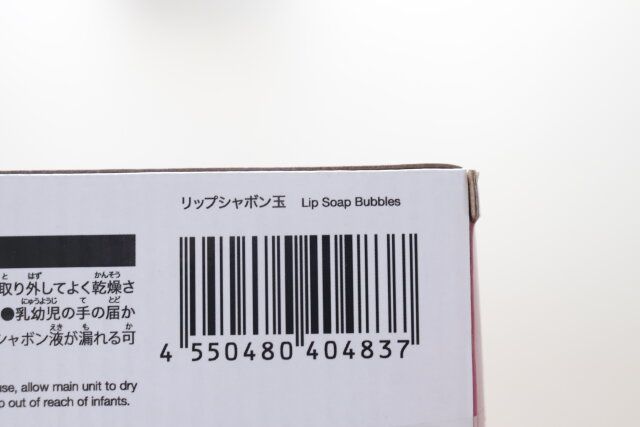 リップシャボン玉 Lip Soap Bubbles
取り外してよく乾燥さ
●乳幼児の手の届か
シャボン液が漏れる可
4 550480 404837
use, allow main unit to dry
out of reach of infants.